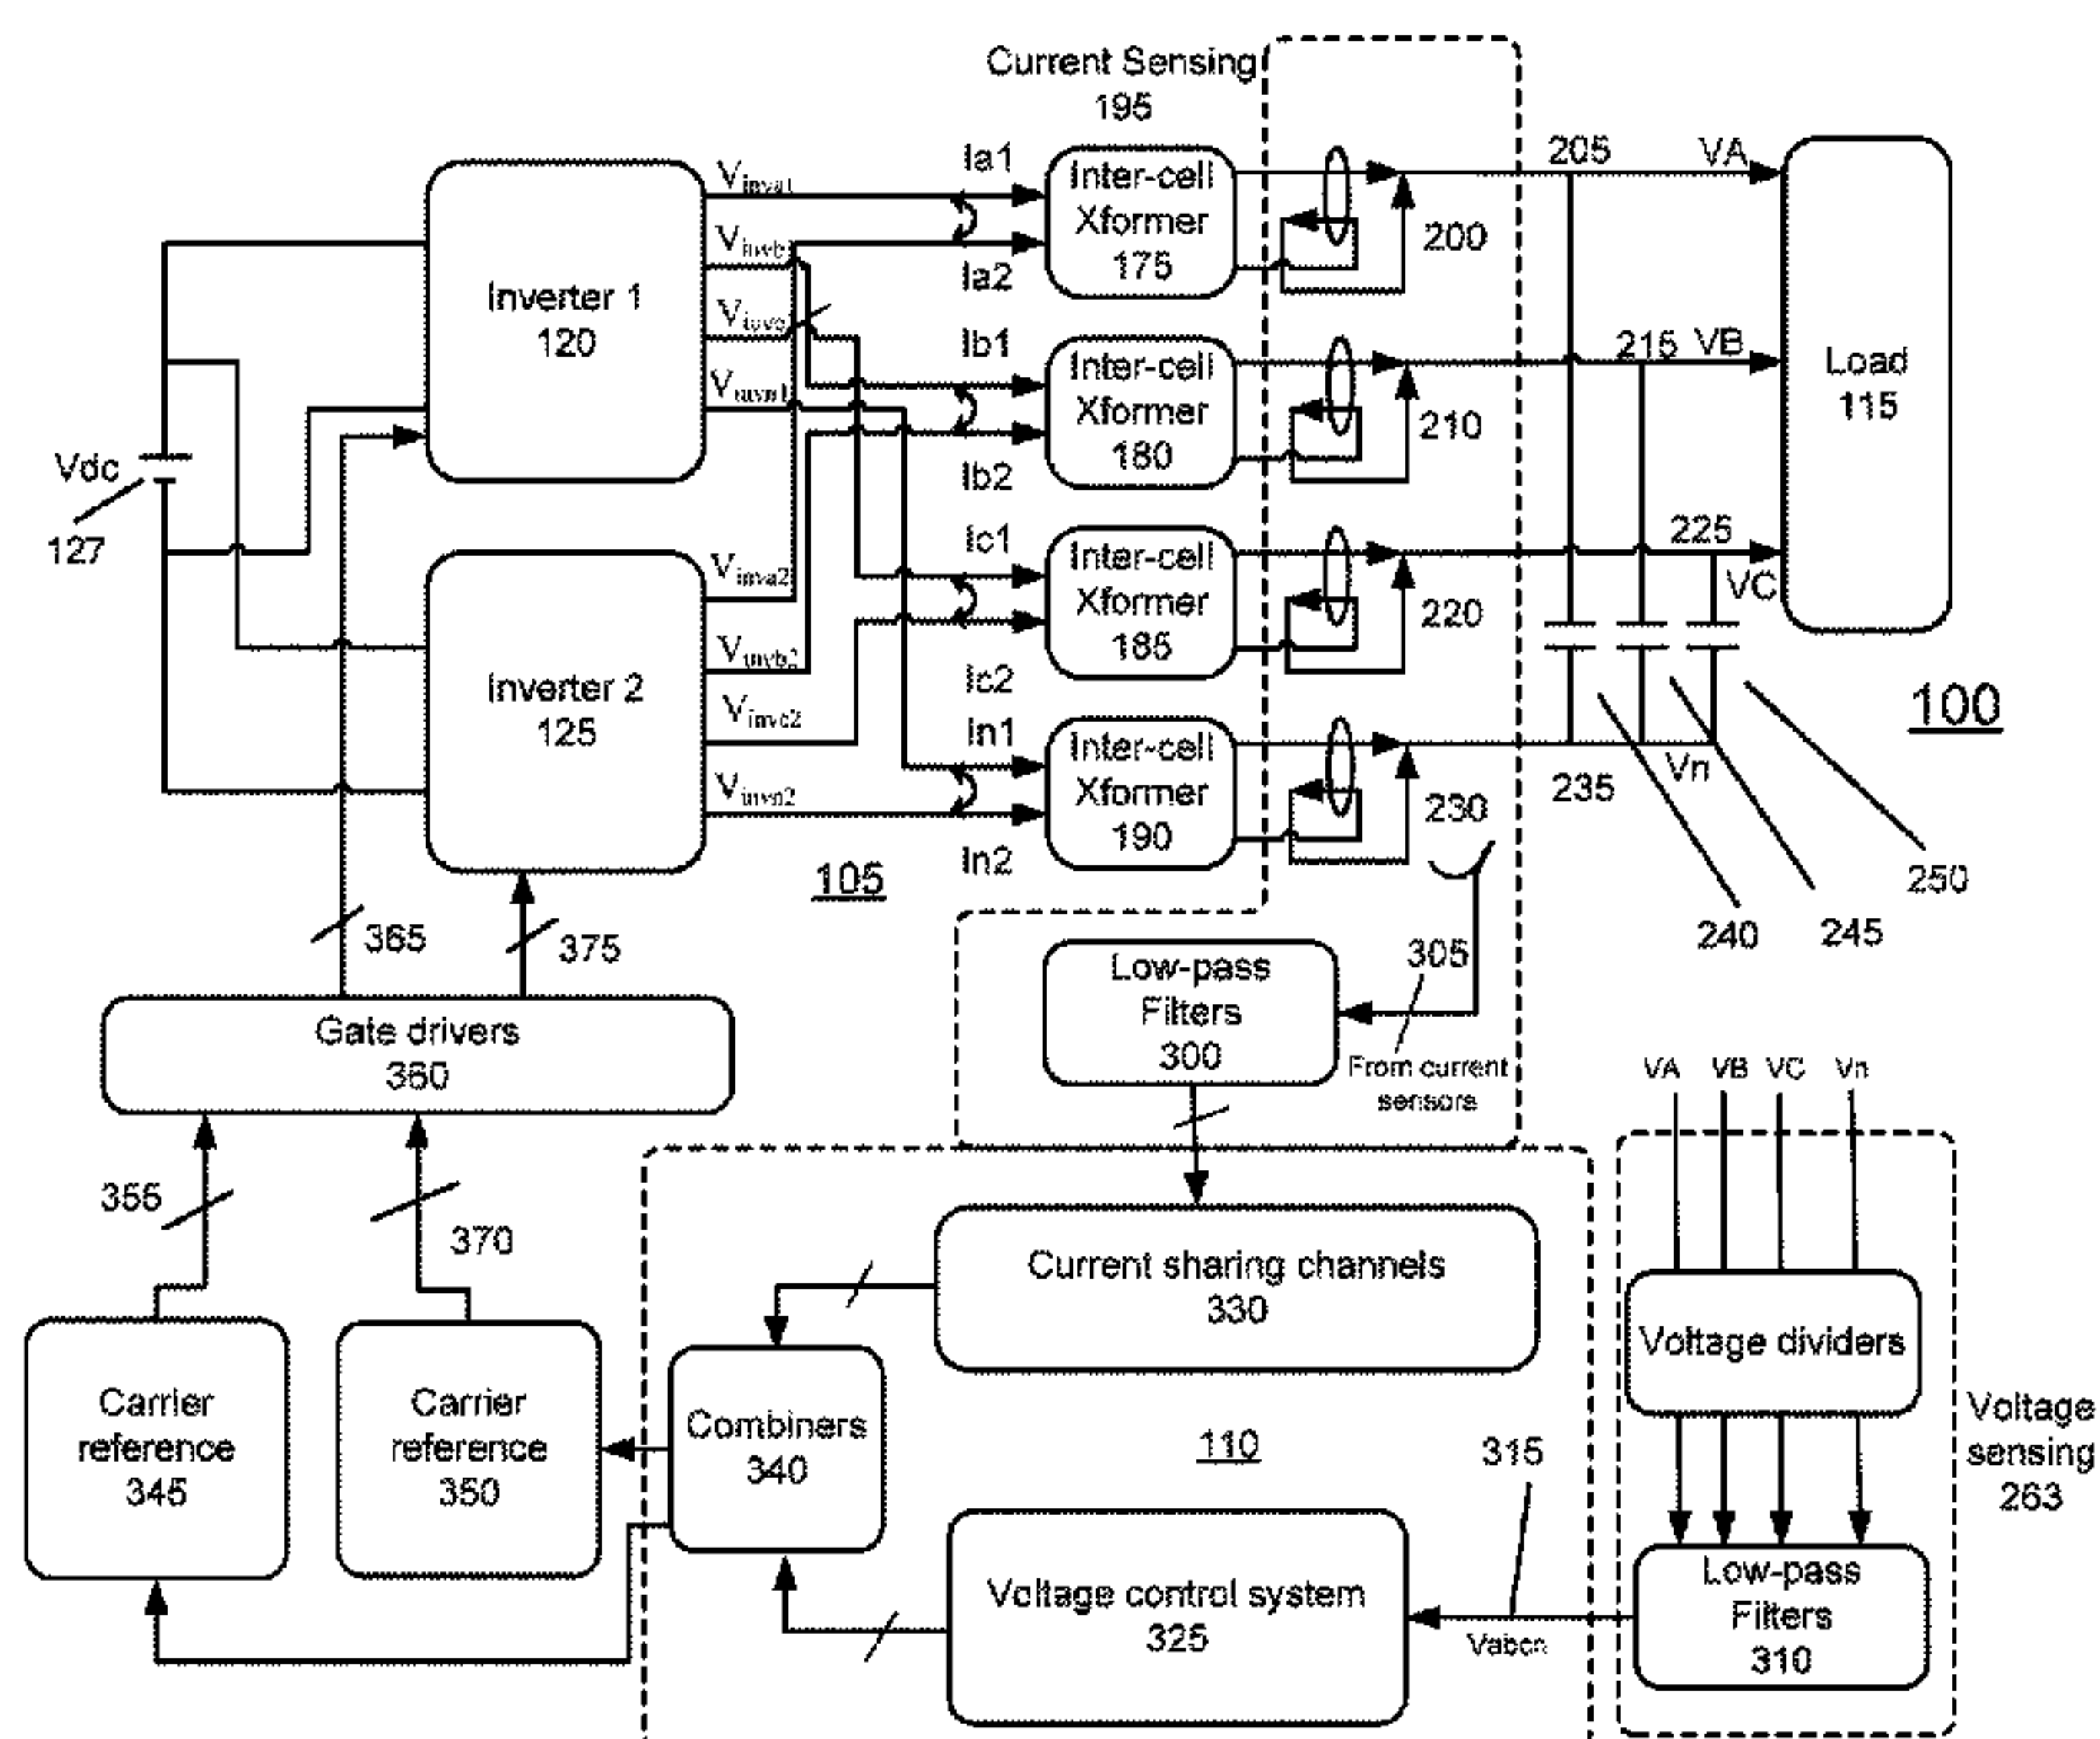 Current Sensing
195
Inverter 1
120
Inverter 2
125
Vdc
127
Vinva1
Vinvb
Vinvc
Vinvn1
Vinva2
Vinvb2
Vinvc2
Vinvn2
Ia1
Ia2
Ib1
Ib2
Ic1
Ic2
In1
In2
Inter-cell
Xformer
175
Inter-cell
Xformer
180
Inter-cell
Xformer
185
Inter-cell
Xformer
190
200
210
220
230
205
VA
215
VB
225
VC
235
Vn
Load
115
100
240
245
250
105
365
375
Gate drivers
360
355
370
Carrier
reference
345
Carrier
reference
350
Low-pass
Filters
300
305
From current
sensors
Current sharing channels
330
Combiners
340
110
Voltage control system
325
315
Vabcn
VA
VB
VC
Vn
Voltage dividers
Voltage
sensing
263
Low-pass
Filters
310